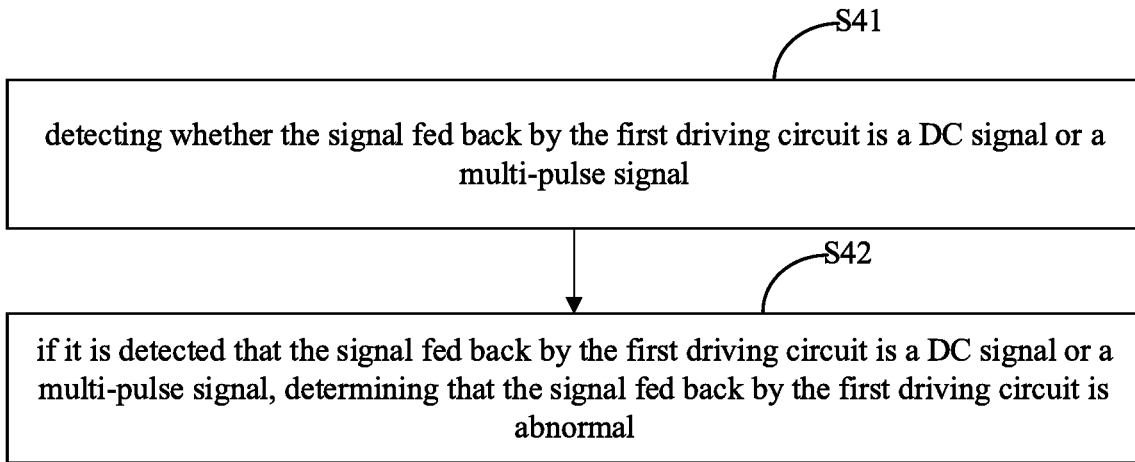 S41
detecting whether the signal fed back by the first driving circuit is a DC signal or a
multi-pulse signal
S42
if it is detected that the signal fed back by the first driving circuit is a DC signal or a
multi-pulse signal, determining that the signal fed back by the first driving circuit is
abnormal